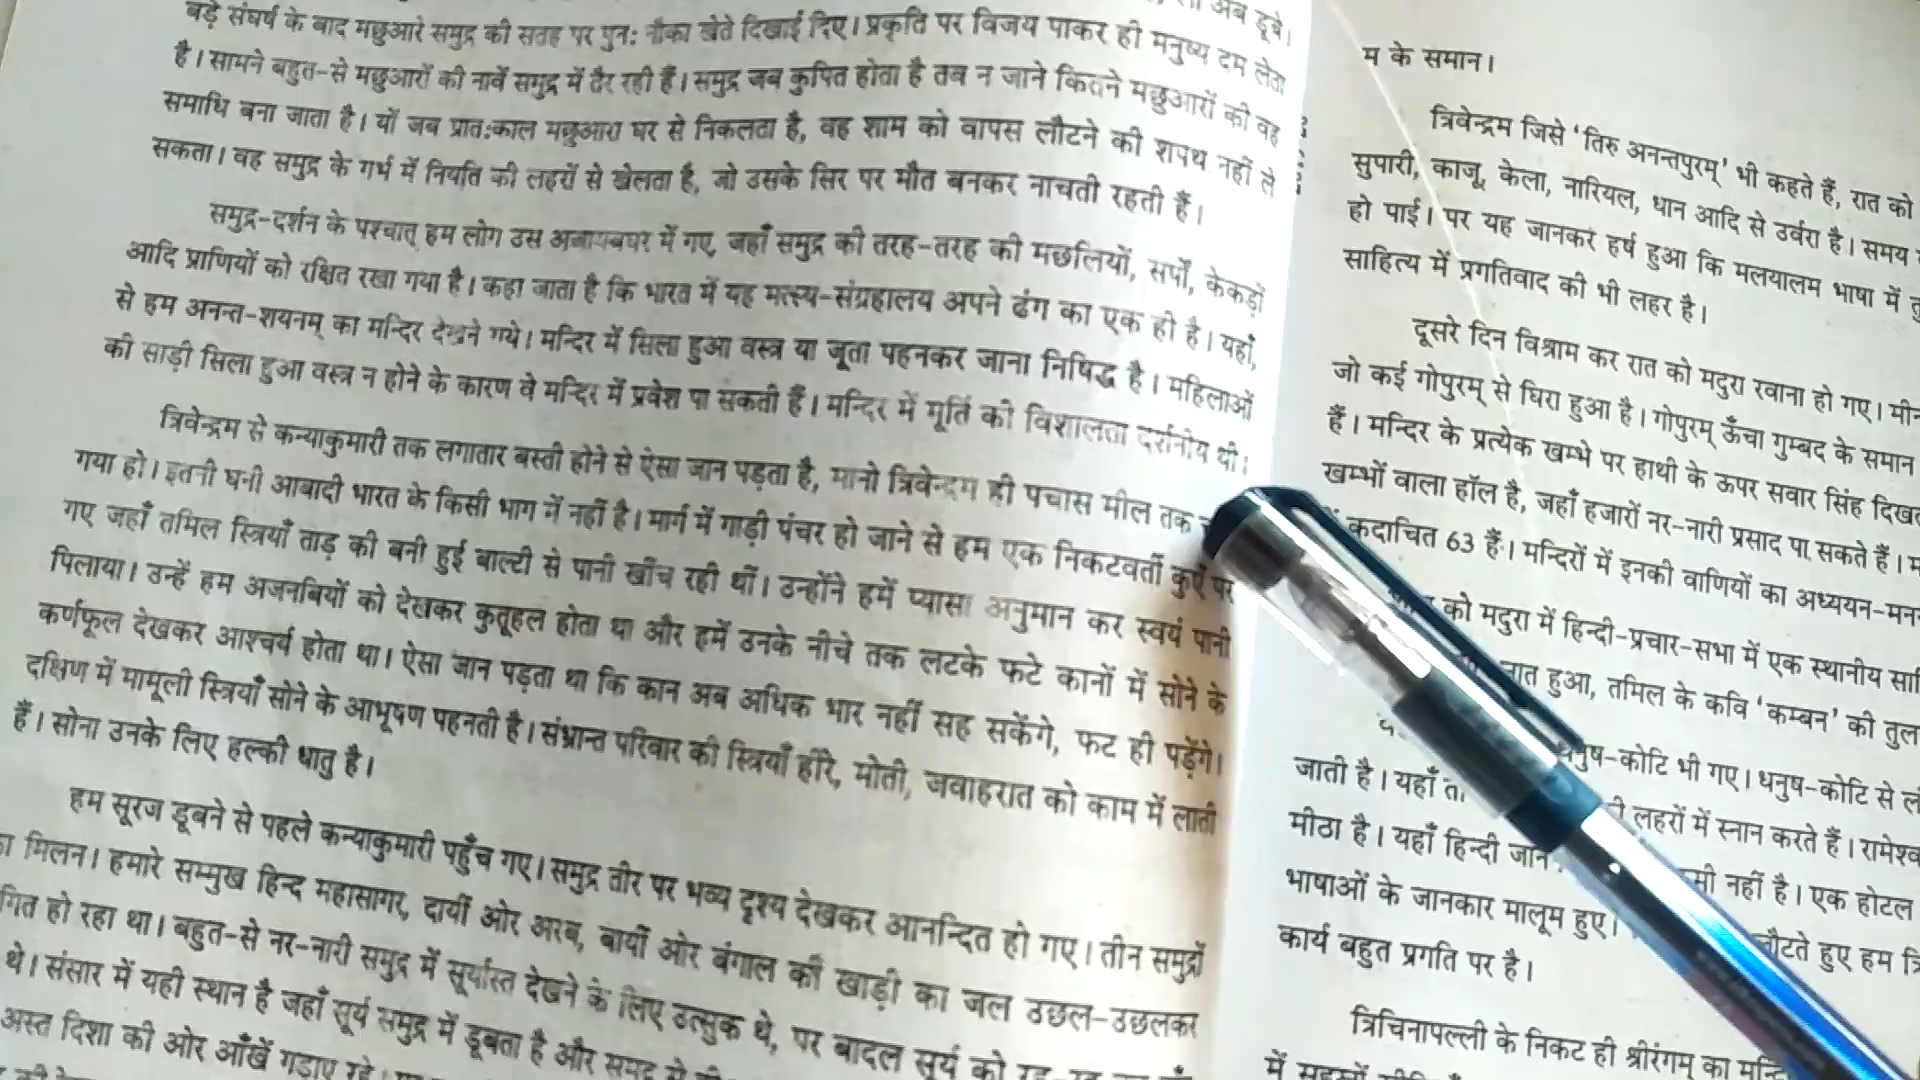 अब डूबे।
बड़े संघर्ष के बाद मछुआरे समुद्र की सतह पर पुन: नौका खेते दिखाई दिए। प्रकृति पर विजय पाकर ही मनुष्य दम लेता
है। सामने बहुत-से मछुआरों की नावें समुद्र में तैर रही हैं। समुद्र जब कुपित होता है तब न जाने कितने मछुआरों की वह
समाधि बना जाता है। यों जब प्रात:काल मछुआरा घर से निकलता है, वह शाम को वापस लौटने की शपथ नहीं ले
सकता। वह समुद्र के गर्भ में नियति की लहरों से खेलता है, जो उसके सिर पर मौत बनकर नाचती रहती हैं।
समुद्र-दर्शन के पश्चात् हम लोग उस अजायबघर में गए, जहाँ समुद्र की तरह-तरह की मछलियों, सर्पों, केकड़ों
आदि प्राणियों को रक्षित रखा गया है। कहा जाता है कि भारत में यह मत्स्य-संग्रहालय अपने ढंग का एक ही है। यहाँ,
से हम अनन्त-शयनम् का मन्दिर देखने गये। मन्दिर में सिला हुआ वस्त्र या जूता पहनकर जाना निषिद्ध है। महिलाओं
की साड़ी सिला हुआ वस्त्र न होने के कारण वे मन्दिर में प्रवेश पा सकती हैं। मन्दिर में मूर्ति की विशालता दर्शनीय थी।
त्रिवेन्द्रम से कन्याकुमारी तक लगातार बस्ती होने से ऐसा जान पड़ता है, मानो त्रिवेन्द्रम ही पचास मील तक
गया हो। इतनी घनी आबादी भारत के किसी भाग में नहीं है। मार्ग में गाड़ी पंचर हो जाने से हम एक निकटवर्ती कुएं पर
गए जहाँ तमिल स्त्रियाँ ताड़ की बनी हुई बाल्टी से पानी खींच रही थीं। उन्होंने हमें प्यासा अनुमान कर स्वयं पानी
पिलाया। उन्हें हम अजनबियों को देखकर कुतूहल होता था और हमें उनके नीचे तक लटके फटे कानों में सोने के
कर्णफूल देखकर आश्चर्य होता था। ऐसा जान पड़ता था कि कान अब अधिक भार नहीं सह सकेंगे, फट ही पड़ेंगे।
दक्षिण में मामूली स्त्रियाँ सोने के आभूषण पहनती है। संभ्रान्त परिवार की स्त्रियाँ हीरे, मोती, जवाहरात को काम में लाती
हैं। सोना उनके लिए हल्की धातु है।
हम सूरज डूबने से पहले कन्याकुमारी पहुँच गए। समुद्र तीर पर भव्य दृश्य देखकर आनन्दित हो गए। तीन समुद्रों
मिलन। हमारे सम्मुख हिन्द महासागर, दायीं ओर अरब, बायीं ओर बंगाल की खाड़ी का जल उछल-उछलकर
हो रहा था। बहुत-से नर-नारी समुद्र में सूर्यास्त देखने के लिए उत्सुक थे, पर बादल सूर्य को
थे। संसार में यही स्थान है जहाँ सूर्य समुद्र में डूबता है और समुद्र से
अस्त दिशा की ओर आँखें गड़ाए रहे।
म के समान।
त्रिवेन्द्रम जिसे 'तिरु अनन्तपुरम्' भी कहते हैं, रात को
सुपारी, काजू, केला, नारियल, धान आदि से उर्वरा है। समय
हो पाई। पर यह जानकर हर्ष हुआ कि मलयालम भाषा में
साहित्य में प्रगतिवाद की भी लहर है।
दूसरे दिन विश्राम कर रात को मदुरा रवाना हो गए।
जो कई गोपुरम् से घिरा हुआ है। गोपुरम् ऊँचा गुम्बद के समान
हैं। मन्दिर के प्रत्येक खम्भे पर हाथी के ऊपर सवार सिंह
खम्भों वाला हॉल है, जहाँ हजारों नर-नारी प्रसाद पा सकते हैं।
कदाचित 63 हैं। मन्दिरों में इनकी वाणियों का अध्ययन-मनन
को मदुरा में हिन्दी-प्रचार-सभा में एक स्थानीय
हुआ, तमिल के कवि 'कम्बन' की
धनुष-कोटि भी गए। धनुष-कोटि से
जाती है। यहाँ लहरों में स्नान करते हैं।
मीठा है। यहाँ हिन्दी नहीं है। एक होटल
भाषाओं के जानकार मालूम हुए। लौटते हुए हम
कार्य बहुत प्रगति पर है।
त्रिचिनापल्ली के निकट ही श्रीरंगम् का
में